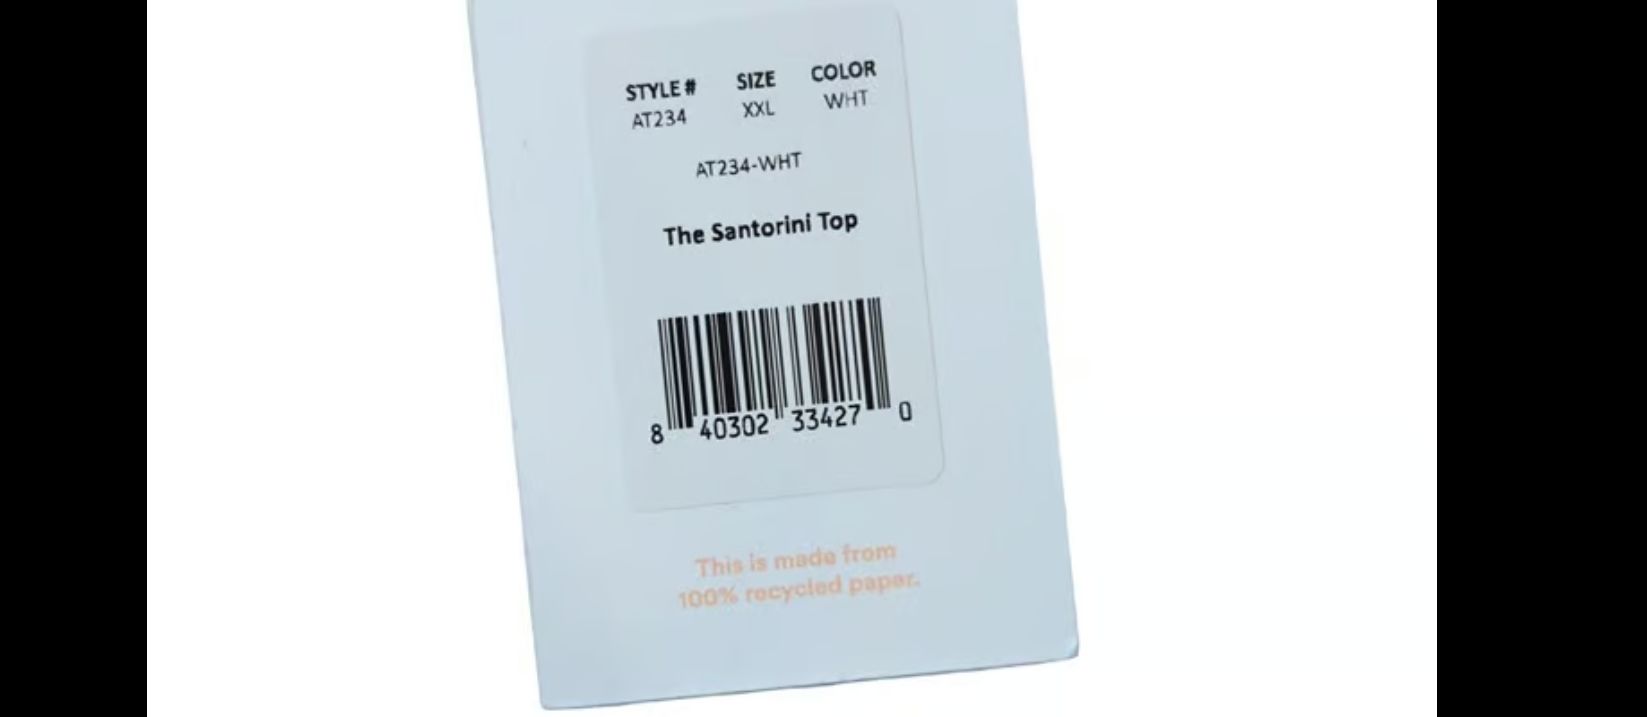 STYLE # SIZE COLOR
AT234 XXL WHT
AT234-WHT
The Santorini Top
8 40302 33427 0
This is made from
100% recycled paper.